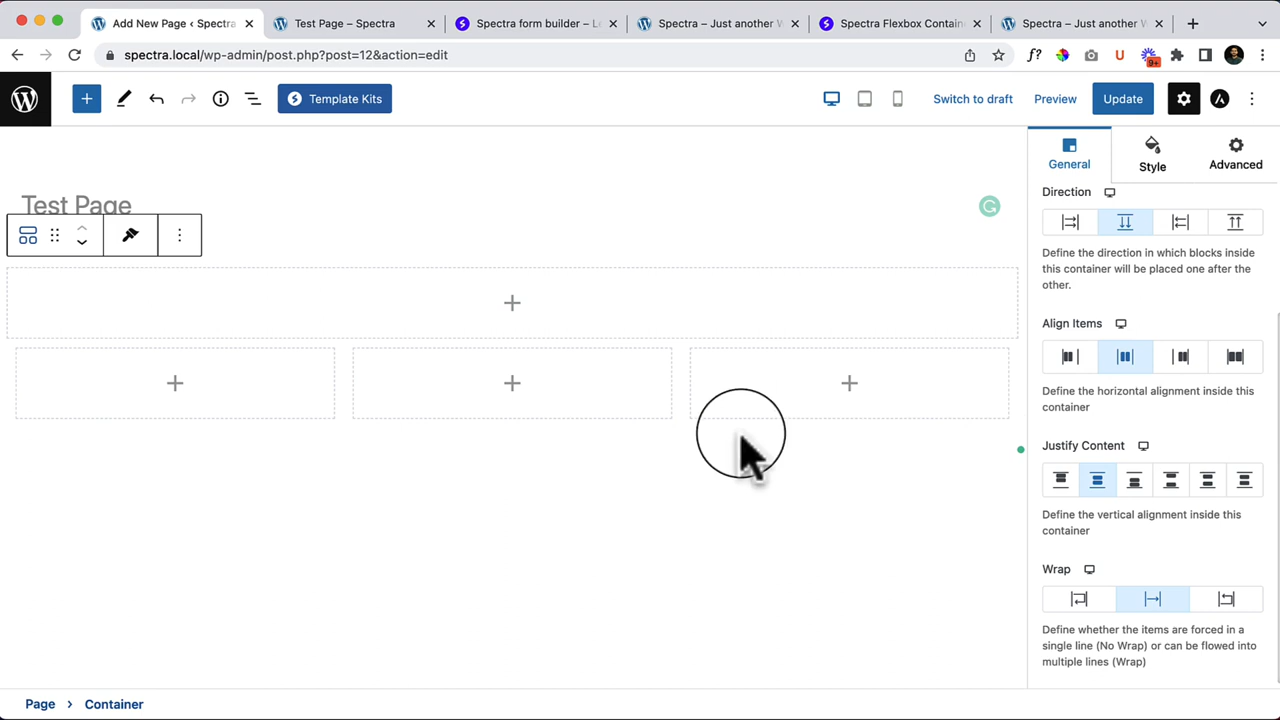 Add New Page ‹ Spectra
Test Page – Spectra
Spectra form builder – Le
Spectra – Just another W
Spectra Flexbox Contain
Spectra – Just another W
spectra.local/wp-admin/post.php?post=12&action=edit
f?
U
9+
Template Kits
Switch to draft
Preview
Update
General
Style
Advanced
Test Page
Direction
Define the direction in which blocks inside
this container will be placed one after the
other.
Align Items
Define the horizontal alignment inside this
container
Justify Content
Define the vertical alignment inside this
container
Wrap
Define whether the items are forced in a
single line (No Wrap) or can be flowed into
multiple lines (Wrap)
Page › Container